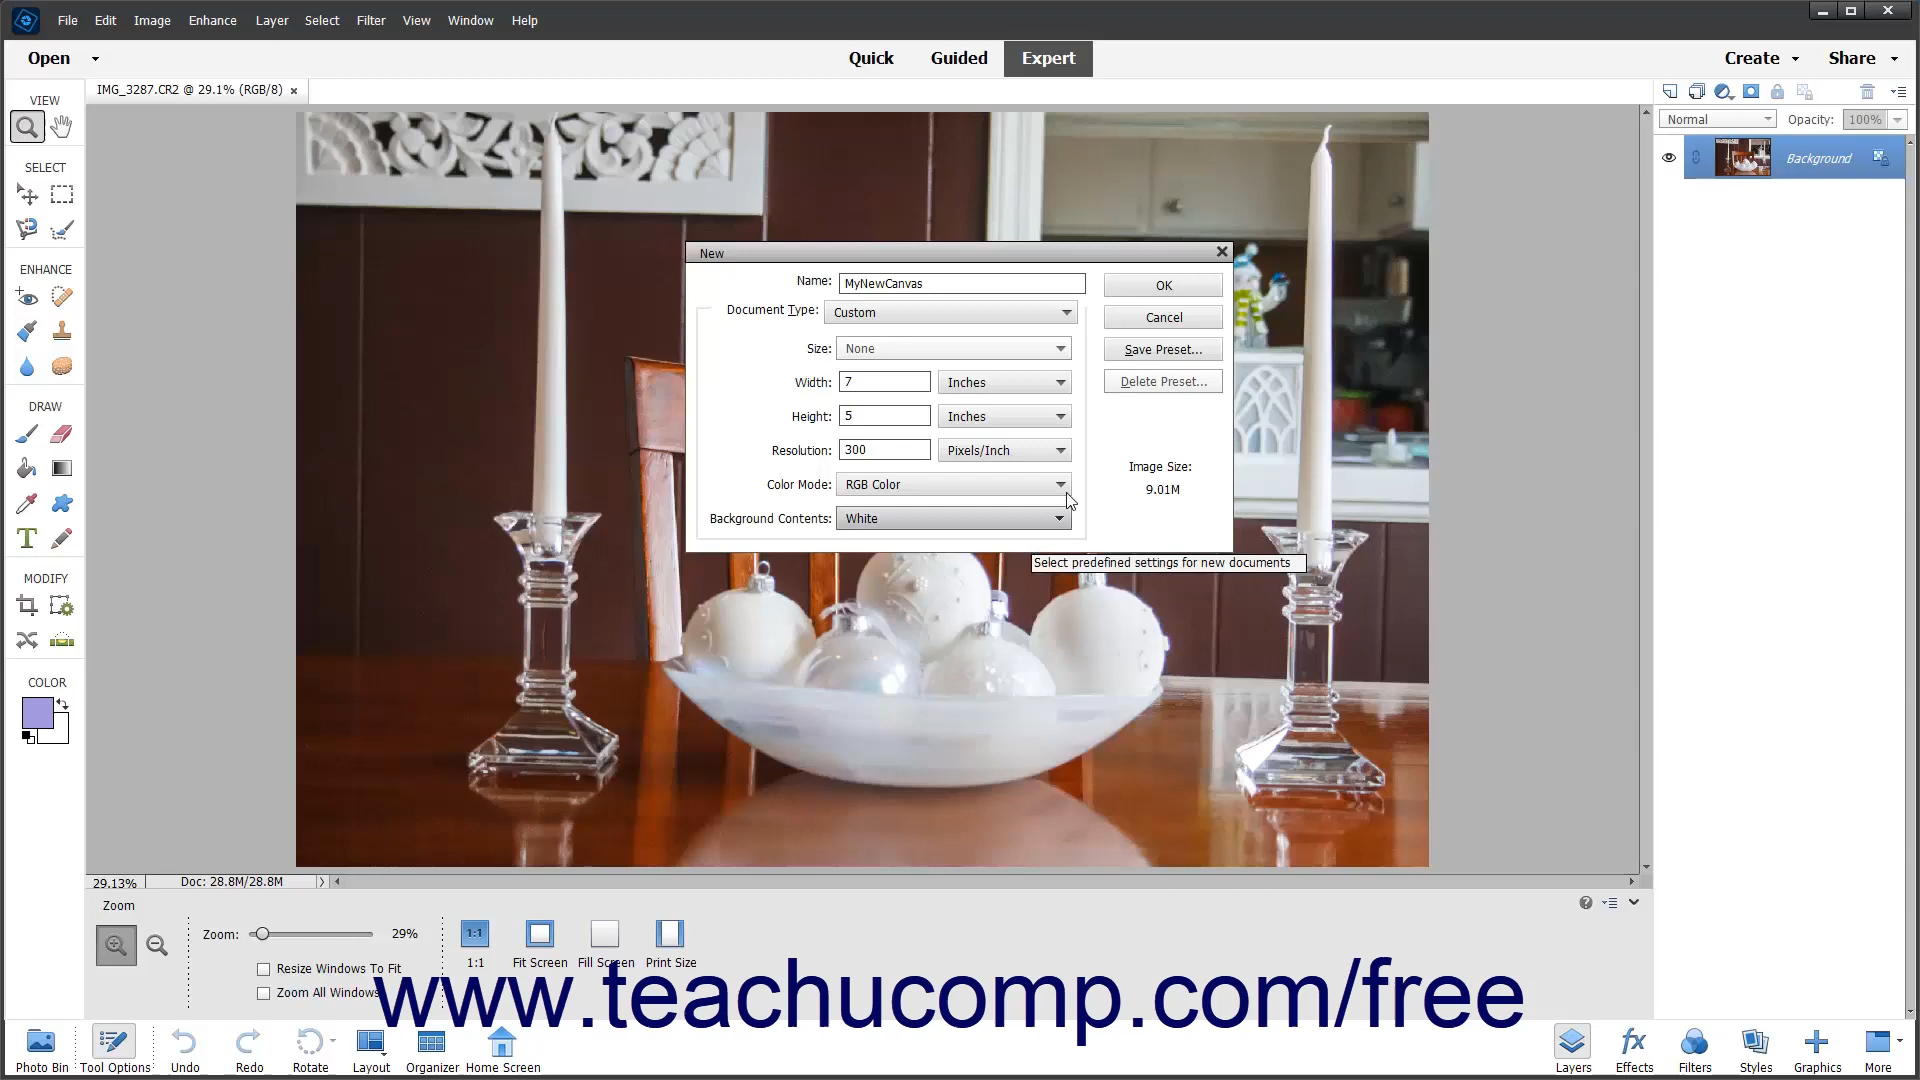 File Edit Image Enhance Layer Select Filter View Window Help
Open Quick Guided Expert Create Share
IMG_3287.CR2 @ 29.1% (RGB/8) ×
VIEW
SELECT
ENHANCE
DRAW
T
MODIFY
COLOR
Normal Opacity: 100%
Background
New
Name: MyNewCanvas
Document Type: Custom
Size: None
Width: 7 Inches
Height: 5 Inches
Resolution: 300 Pixels/Inch
Color Mode: RGB Color
Background Contents: White
OK
Cancel
Save Preset...
Delete Preset...
Image Size:
9.01M
Select predefined settings for new documents
29.13% Doc: 28.8M/28.8M
Zoom
Zoom: 29%
Resize Windows To Fit
Zoom All Windows
1:1
1:1 Fit Screen Fill Screen Print Size
www.teachucomp.com/free
fx
Photo Bin Tool Options Undo Redo Rotate Layout Organizer Home Screen Layers Effects Filters Styles Graphics More